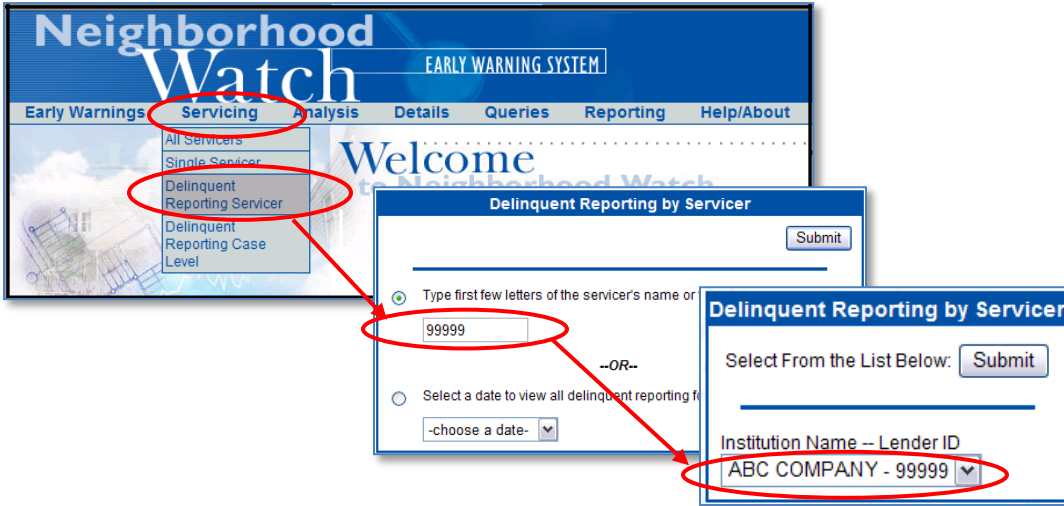 Neighborhood
Watch
EARLY WARNING SYSTEM
Early Warnings Servicing Analysis Details Queries Reporting Help/About
All Servicers
Single Servicer
Delinquent
Reporting Servicer
Delinquent
Reporting Case
Level
Welcome
to Neighborhood Watch
Delinquent Reporting by Servicer
Submit
Type first few letters of the servicer's name or
99999
--OR--
Select a date to view all delinquent reporting
-choose a date-
Delinquent Reporting by Servicer
Select From the List Below: Submit
Institution Name -- Lender ID
ABC COMPANY - 99999